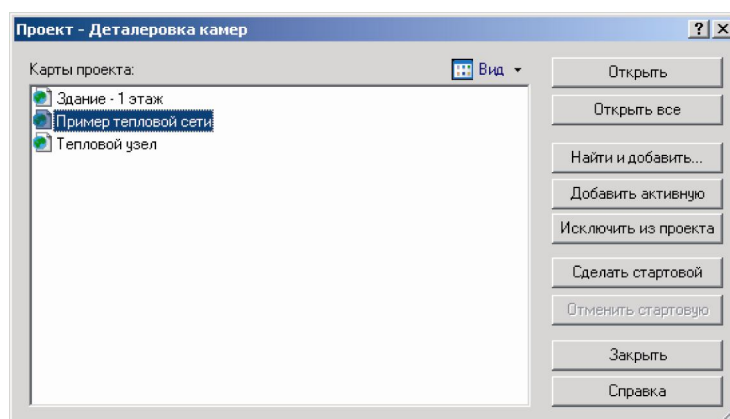 Проект - Деталеровка камер
Карты проекта:
Вид
Здание - 1 этаж
Пример тепловой сети
Тепловой узел
Открыть
Открыть все
Найти и добавить...
Добавить активную
Исключить из проекта
Сделать стартовой
Отменить стартовую
Закрыть
Справка